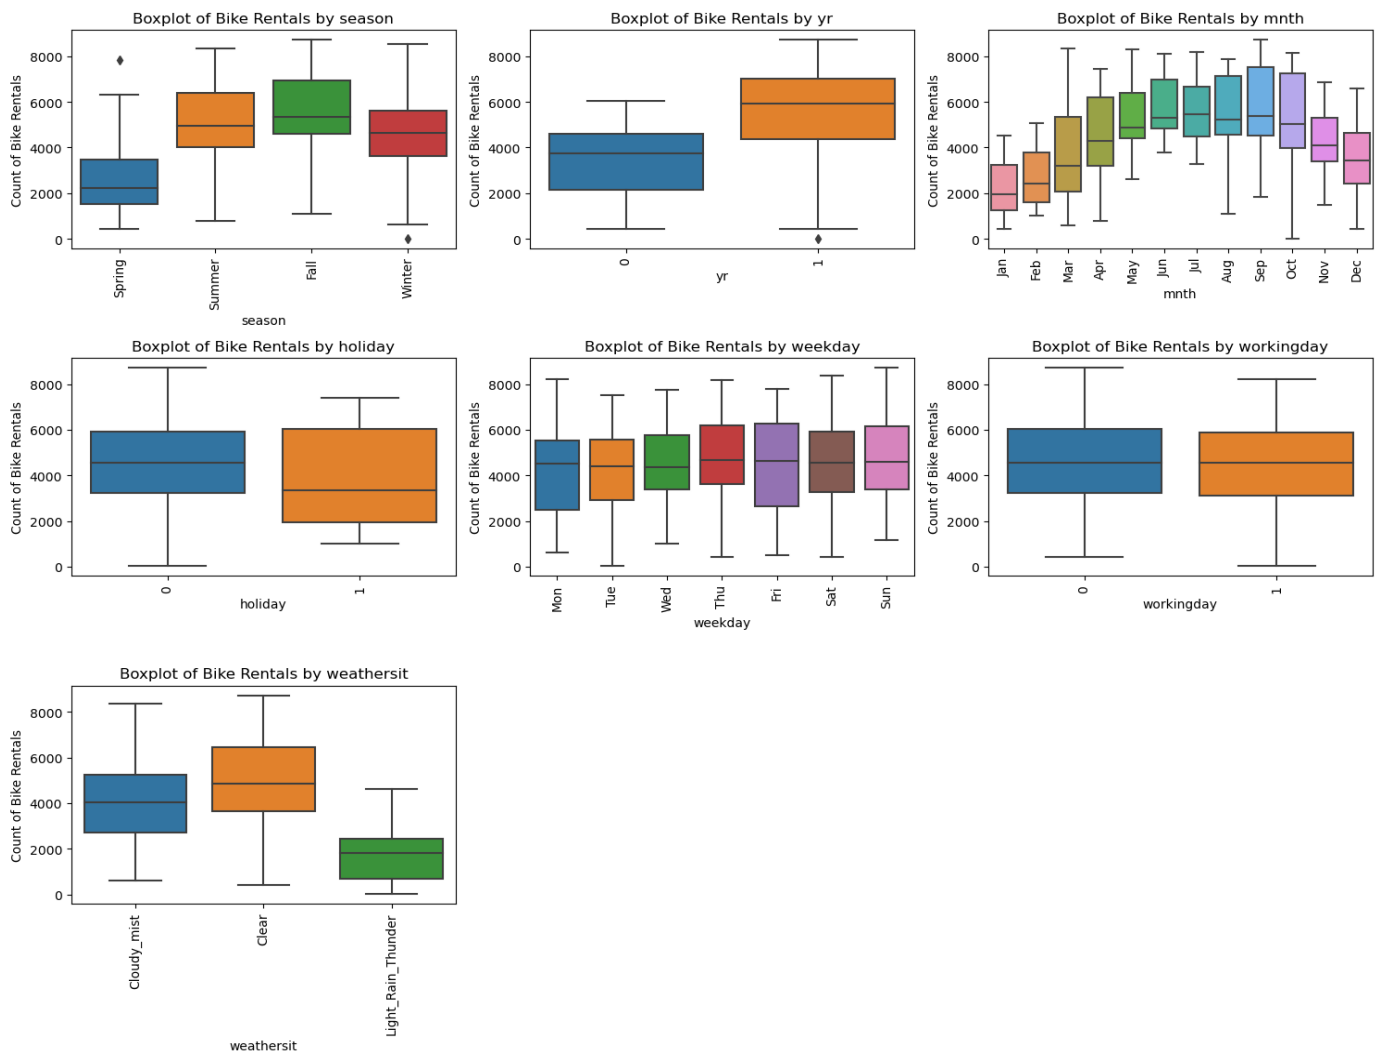 Boxplot of Bike Rentals by season
Count of Bike Rentals
8000
6000
4000
2000
0
Spring
Summer
Fall
Winter
season
Boxplot of Bike Rentals by yr
Count of Bike Rentals
8000
6000
4000
2000
0
0
1
yr
Boxplot of Bike Rentals by mnth
Count of Bike Rentals
8000
6000
4000
2000
0
Jan
Feb
Mar
Apr
May
Jun
Jul
Aug
Sep
Oct
Nov
Dec
mnth
Boxplot of Bike Rentals by holiday
Count of Bike Rentals
8000
6000
4000
2000
0
0
1
holiday
Boxplot of Bike Rentals by weekday
Count of Bike Rentals
8000
6000
4000
2000
0
Mon
Tue
Wed
Thu
Fri
Sat
Sun
weekday
Boxplot of Bike Rentals by workingday
Count of Bike Rentals
8000
6000
4000
2000
0
0
1
workingday
Boxplot of Bike Rentals by weathersit
Count of Bike Rentals
8000
6000
4000
2000
0
Cloudy_mist
Clear
Light_Rain_Thunder
weathersit